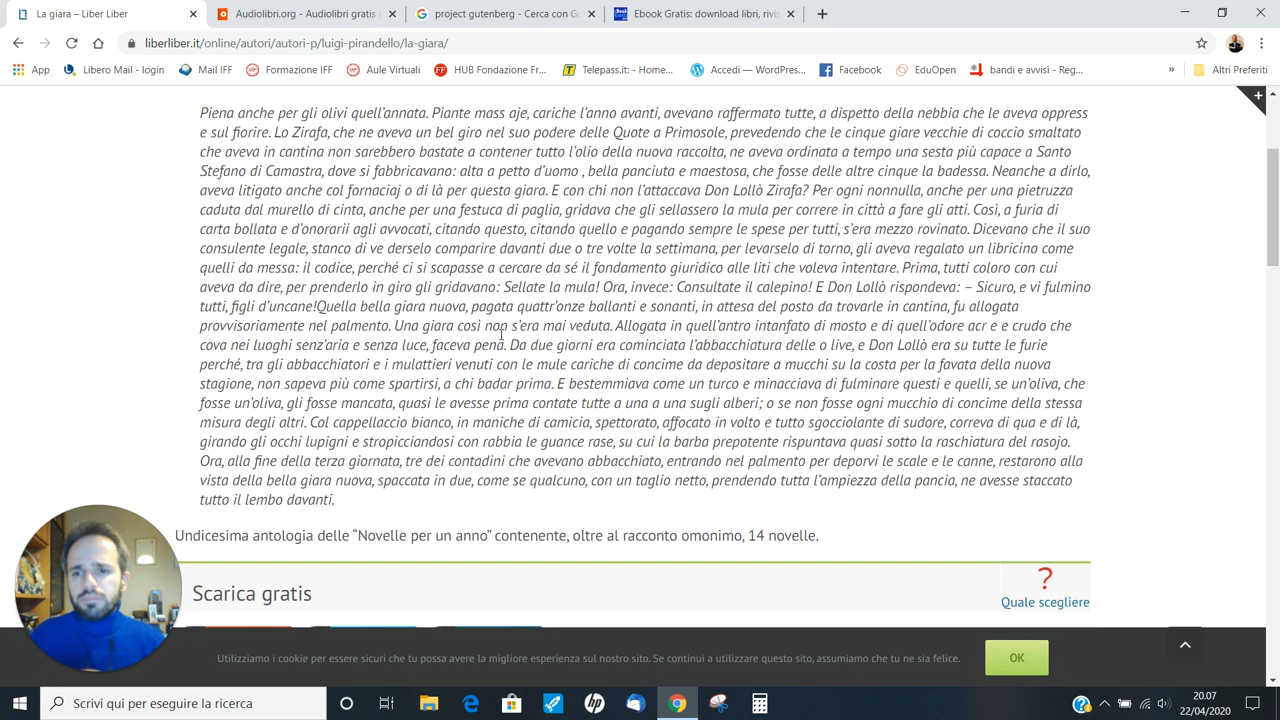 La giara – Liber Liber
Audiolibri.org - Audiolibri gratis
project gutenberg - Cerca con Go
Ebook Gratis: download libri, rivis
liberliber.it/online/autori/autori-p/luigi-pirandello/la-giara/
App
Libero Mail - login
Mail IFF
Formazione IFF
Aule Virtuali
HUB Fondazione Fr...
Telepass.it: - Home...
Accedi — WordPres...
Facebook
EduOpen
bandi e avvisi - Reg...
»
Altri Preferiti
Piena anche per gli olivi quell'annata. Piante mass aje, cariche l'anno avanti, avevano raffermato tutte, a dispetto della nebbia che le aveva oppress
e sul fiorire. Lo Zirafa, che ne aveva un bel giro nel suo podere delle Quote a Primosole, prevedendo che le cinque giare vecchie di coccio smaltato
che aveva in cantina non sarebbero bastate a contener tutto l'olio della nuova raccolta, ne aveva ordinata a tempo una sesta più capace a Santo
Stefano di Camastra, dove si fabbricavano: alta a petto d'uomo , bella panciuta e maestosa, che fosse delle altre cinque la badessa. Neanche a dirlo,
aveva litigato anche col fornaciaj o di là per questa giara. E con chi non l'attaccava Don Lollò Zirafa? Per ogni nonnulla, anche per una pietruzza
caduta dal murello di cinta, anche per una festuca di paglia, gridava che gli sellassero la mula per correre in città a fare gli atti. Così, a furia di
carta bollata e d'onorarii agli avvocati, citando questo, citando quello e pagando sempre le spese per tutti, s'era mezzo rovinato. Dicevano che il suo
consulente legale, stanco di ve derselo comparire davanti due o tre volte la settimana, per levarselo di torno, gli aveva regalato un libricino come
quelli da messa: il codice, perché ci si scapasse a cercare da sé il fondamento giuridico alle liti che voleva intentare. Prima, tutti coloro con cui
aveva da dire, per prenderlo in giro gli gridavano: Sellate la mula! Ora, invece: Consultate il calepino! E Don Lollò rispondeva: – Sicuro, e vi fulmino
tutti, figli d'uncane!Quella bella giara nuova, pagata quattr'onze ballanti e sonanti, in attesa del posto da trovarle in cantina, fu allogata
provvisoriamente nel palmento. Una giara così non s'era mai veduta. Allogata in quell'antro intanfato di mosto e di quell'odore acr e e crudo che
cova nei luoghi senz'aria e senza luce, faceva pena. Da due giorni era cominciata l'abbacchiatura delle o live, e Don Lollò era su tutte le furie
perché, tra gli abbacchiatori e i mulattieri venuti con le mule cariche di concime da depositare a mucchi su la costa per la favata della nuova
stagione, non sapeva più come spartirsi, a chi badar prima. E bestemmiava come un turco e minacciava di fulminare questi e quelli, se un'oliva, che
fosse un'oliva, gli fosse mancata, quasi le avesse prima contate tutte a una a una sugli alberi; o se non fosse ogni mucchio di concime della stessa
misura degli altri. Col cappellaccio bianco, in maniche di camicia, spettorato, affocato in volto e tutto sgocciolante di sudore, correva di qua e di là,
girando gli occhi lupigni e stropicciandosi con rabbia le guance rase, su cui la barba prepotente rispuntava quasi sotto la raschiatura del rasojo.
Ora, alla fine della terza giornata, tre dei contadini che avevano abbacchiato, entrando nel palmento per deporvi le scale e le canne, restarono alla
vista della bella giara nuova, spaccata in due, come se qualcuno, con un taglio netto, prendendo tutta l'ampiezza della pancia, ne avesse staccato
tutto il lembo davanti.
Undicesima antologia delle “Novelle per un anno” contenente, oltre al racconto omonimo, 14 novelle.
Scarica gratis
?
Quale scegliere
Utilizziamo i cookie per essere sicuri che tu possa avere la migliore esperienza sul nostro sito. Se continui a utilizzare questo sito, assumiamo che tu ne sia felice.
OK
Scrivi qui per eseguire la ricerca
20.07
22/04/2020